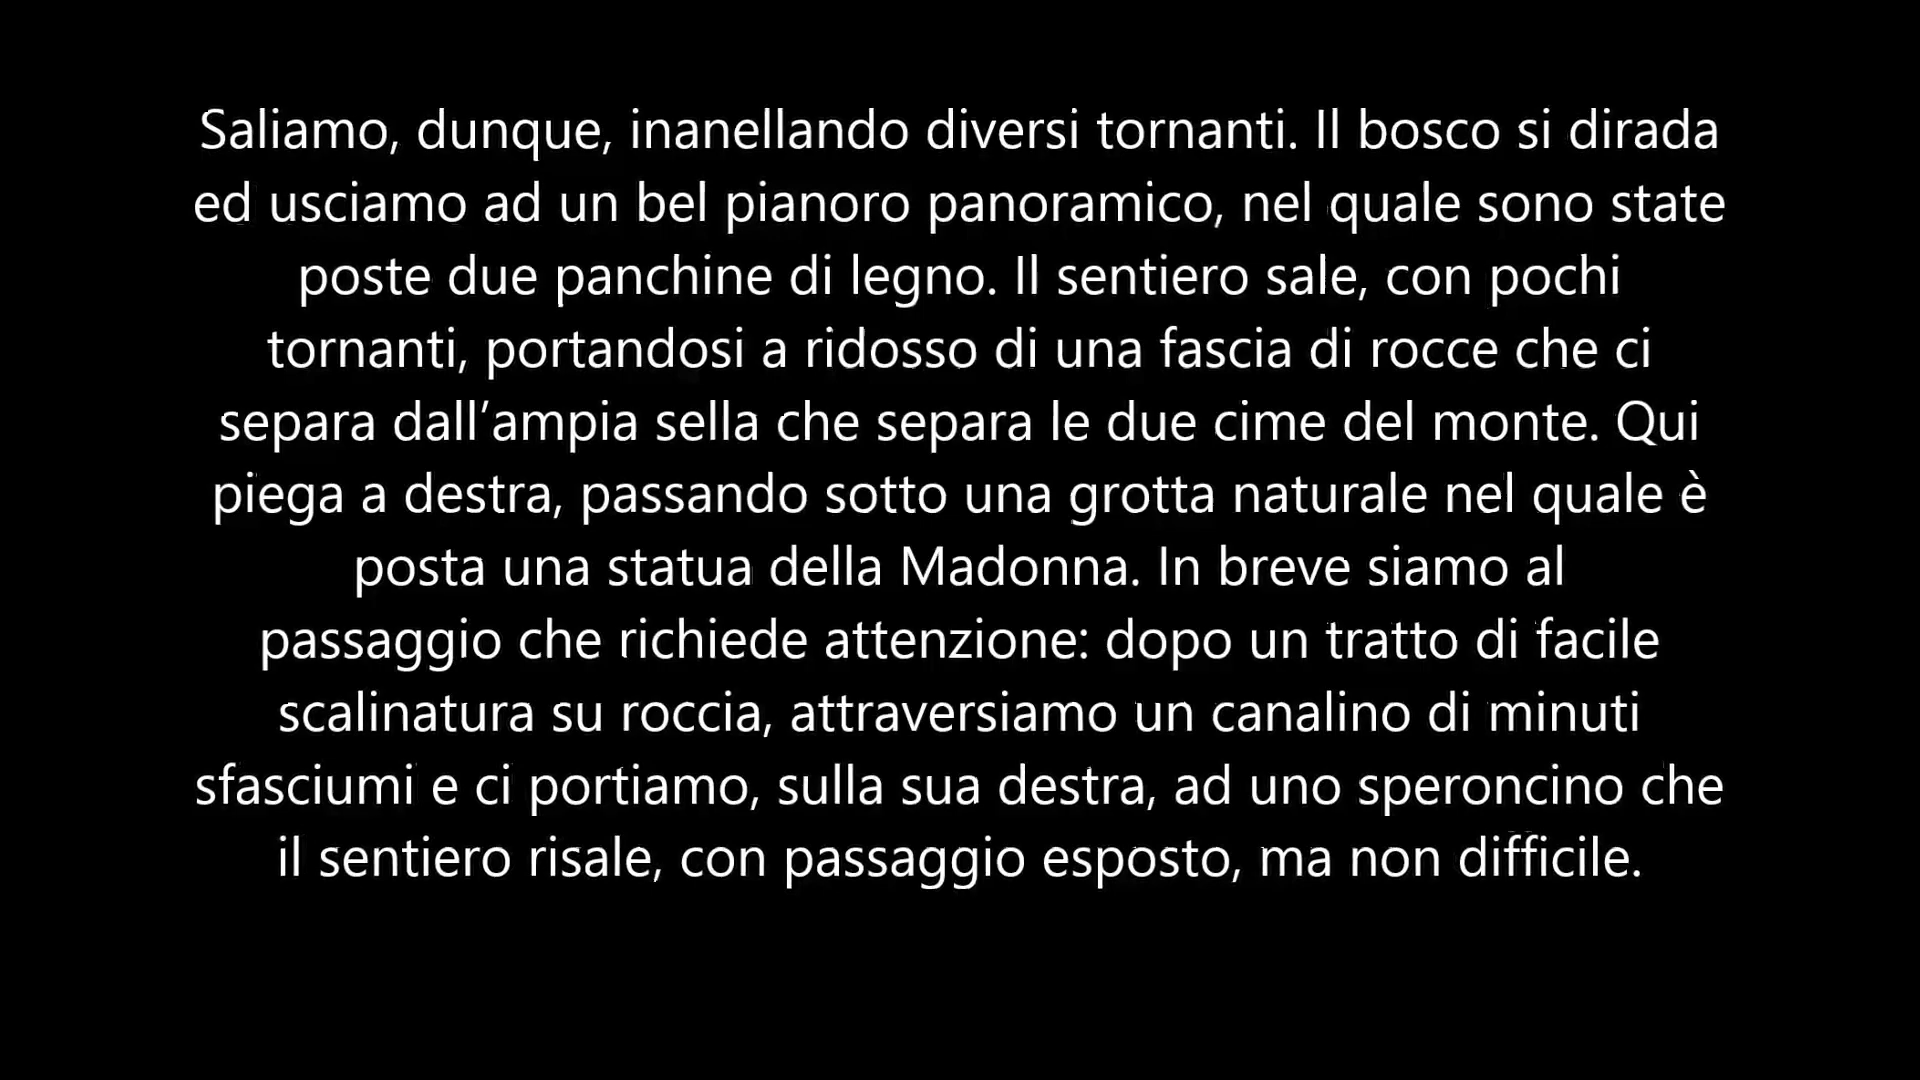 Saliamo, dunque, inanellando diversi tornanti. Il bosco si dirada
ed usciamo ad un bel pianoro panoramico, nel quale sono state
poste due panchine di legno. Il sentiero sale, con pochi
tornanti, portandosi a ridosso di una fascia di rocce che ci
separa dall’ampia sella che separa le due cime del monte. Qui
piega a destra, passando sotto una grotta naturale nel quale è
posta una statua della Madonna. In breve siamo al
passaggio che richiede attenzione: dopo un tratto di facile
scalinatura su roccia, attraversiamo un canalino di minuti
sfasciumi e ci portiamo, sulla sua destra, ad uno speroncino che
il sentiero risale, con passaggio esposto, ma non difficile.